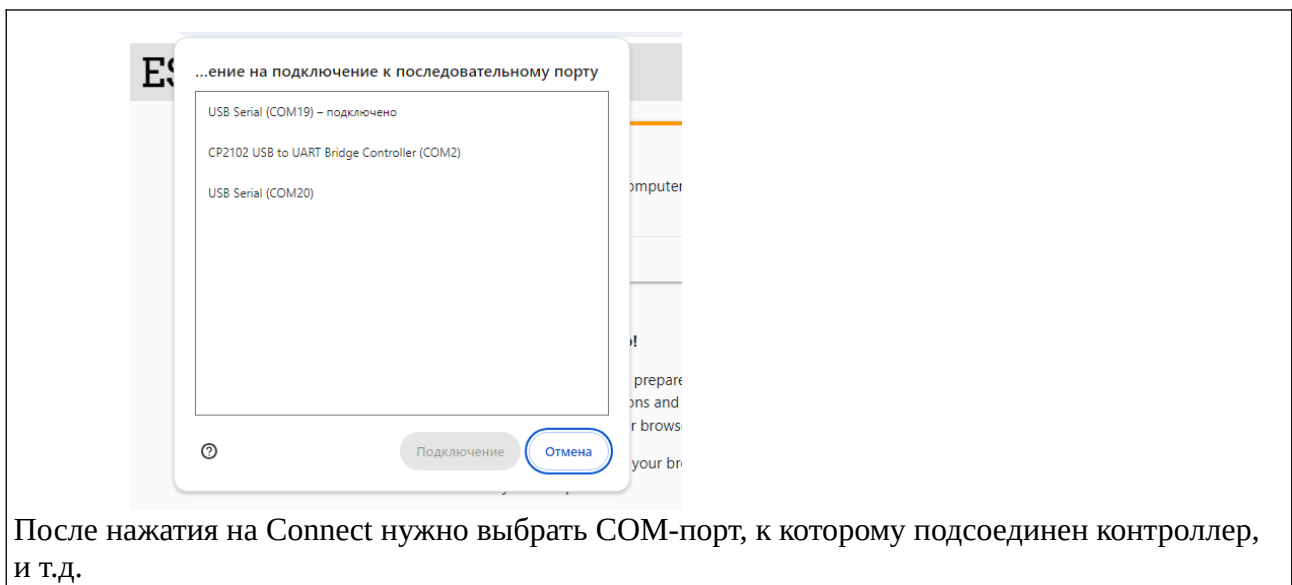 ES
...ение на подключение к последовательному порту
USB Serial (COM19) – подключено
CP2102 USB to UART Bridge Controller (COM2)
USB Serial (COM20)
Подключение
Отмена
prepare
ons and
r brows
your br
После нажатия на Connect нужно выбрать COM-порт, к которому подсоединен контроллер,
и т.д.